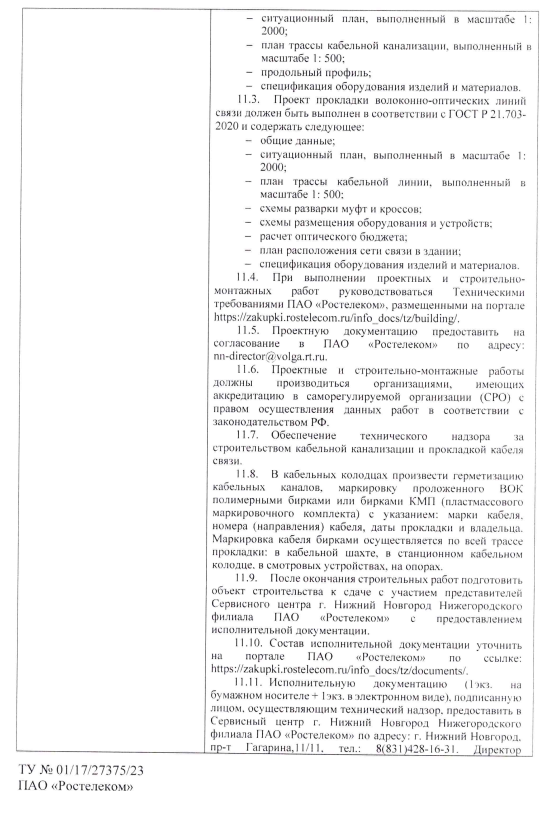 − ситуационный план, выполненный в масштабе 1:
2000;
− план трассы кабельной канализации, выполненный в
масштабе 1: 500;
− продольный профиль;
− спецификация оборудования изделий и материалов.
11.3. Проект прокладки волоконно-оптических линий
связи должен быть выполнен в соответствии с ГОСТ Р 21.703-
2020 и содержать следующее:
− общие данные;
− ситуационный план, выполненный в масштабе 1:
2000;
− план трассы кабельной линии, выполненный в
масштабе 1: 500;
− схемы разварки муфт и кроссов;
− схемы размещения оборудования и устройств;
− расчет оптического бюджета;
− план расположения сети связи в здании;
− спецификация оборудования изделий и материалов.
11.4. При выполнении проектных и строительно-
монтажных работ руководствоваться Техническими
требованиями ПАО «Ростелеком», размещенными на портале
https://zakupki.rostelecom.ru/info_docs/tz/building/.
11.5. Проектную документацию предоставить на
согласование в ПАО «Ростелеком» по адресу:
nn-director@volga.rt.ru.
11.6. Проектные и строительно-монтажные работы
должны производиться организациями, имеющих
аккредитацию в саморегулируемой организации (СРО) с
правом осуществления данных работ в соответствии с
законодательством РФ.
11.7. Обеспечение технического надзора за
строительством кабельной канализации и прокладкой кабеля
связи.
11.8. В кабельных колодцах произвести герметизацию
кабельных каналов, маркировку проложенного ВОК
полимерными бирками или бирками КМП (пластмассового
маркировочного комплекта) с указанием: марки кабеля,
номера (направления) кабеля, даты прокладки и владельца.
Маркировка кабеля бирками осуществляется по всей трассе
прокладки: в кабельной шахте, в станционном кабельном
колодце, в смотровых устройствах, на опорах.
11.9. После окончания строительных работ подготовить
объект строительства к сдаче с участием представителей
Сервисного центра г. Нижний Новгород Нижегородского
филиала ПАО «Ростелеком» с предоставлением
исполнительной документации.
11.10. Состав исполнительной документации уточнить
на портале ПАО «Ростелеком» по ссылке:
https://zakupki.rostelecom.ru/info_docs/tz/documents/.
11.11. Исполнительную документацию (1экз. на
бумажном носителе + 1экз. в электронном виде), подписанную
лицом, осуществляющим технический надзор, предоставить в
Сервисный центр г. Нижний Новгород Нижегородского
филиала ПАО «Ростелеком» по адресу: г. Нижний Новгород,
пр-т Гагарина,11/11, тел.: 8(831)428-16-31. Директор
ТУ № 01/17/27375/23
ПАО «Ростелеком»